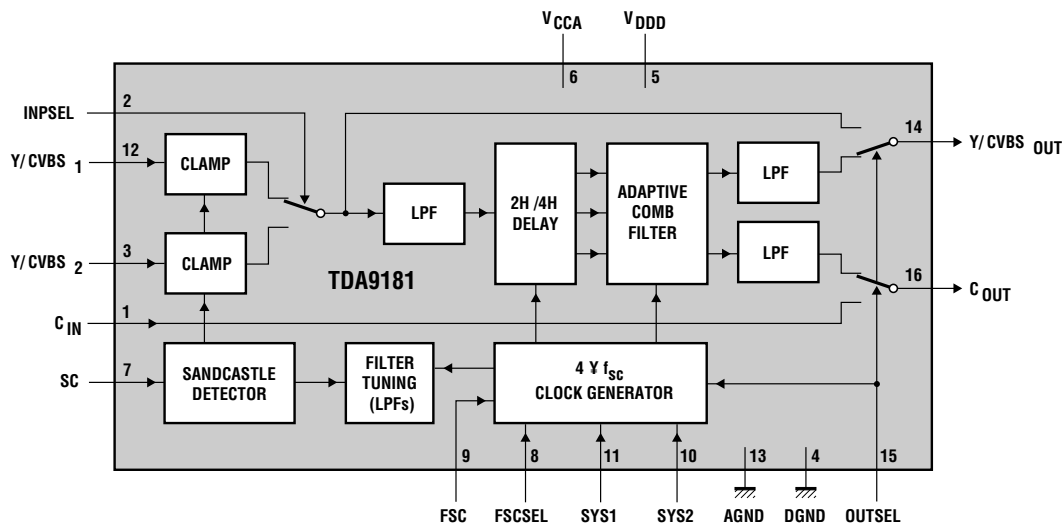 VCCA
VDDD
6
5
INPSEL
2
Y/CVBS 1
12
CLAMP
14
Y/CVBS OUT
LPF
2H /4H
DELAY
ADAPTIVE
COMB
FILTER
LPF
Y/CVBS 2
3
CLAMP
LPF
TDA9181
16
C OUT
C IN
1
SC
7
SANDCASTLE
DETECTOR
FILTER
TUNING
(LPFs)
4 ¥ fSC
CLOCK GENERATOR
9
8
11
10
13
4
15
FSC
FSCSEL
SYS1
SYS2
AGND
DGND
OUTSEL